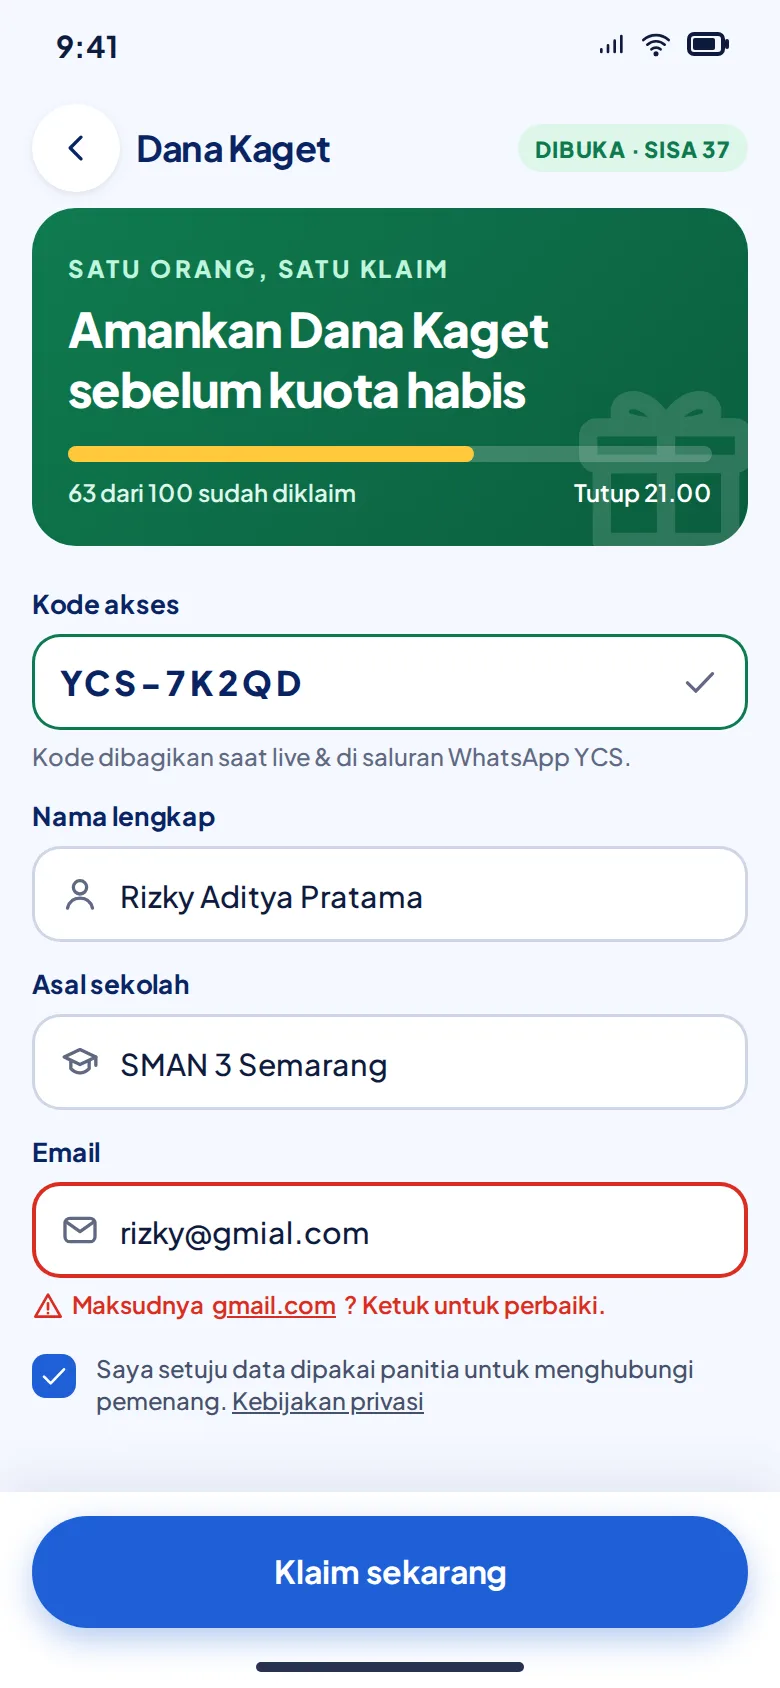 9:41
Dana Kaget
DIBUKA · SISA 37
SATU ORANG, SATU KLAIM
Amankan Dana Kaget
sebelum kuota habis
63 dari 100 sudah diklaim
Tutup 21.00
Kode akses
YCS-7K2QD
Kode dibagikan saat live & di saluran WhatsApp YCS.
Nama lengkap
Rizky Aditya Pratama
Asal sekolah
SMAN 3 Semarang
Email
rizky@gmial.com
Maksudnya gmail.com ? Ketuk untuk perbaiki.
Saya setuju data dipakai panitia untuk menghubungi
pemenang. Kebijakan privasi
Klaim sekarang